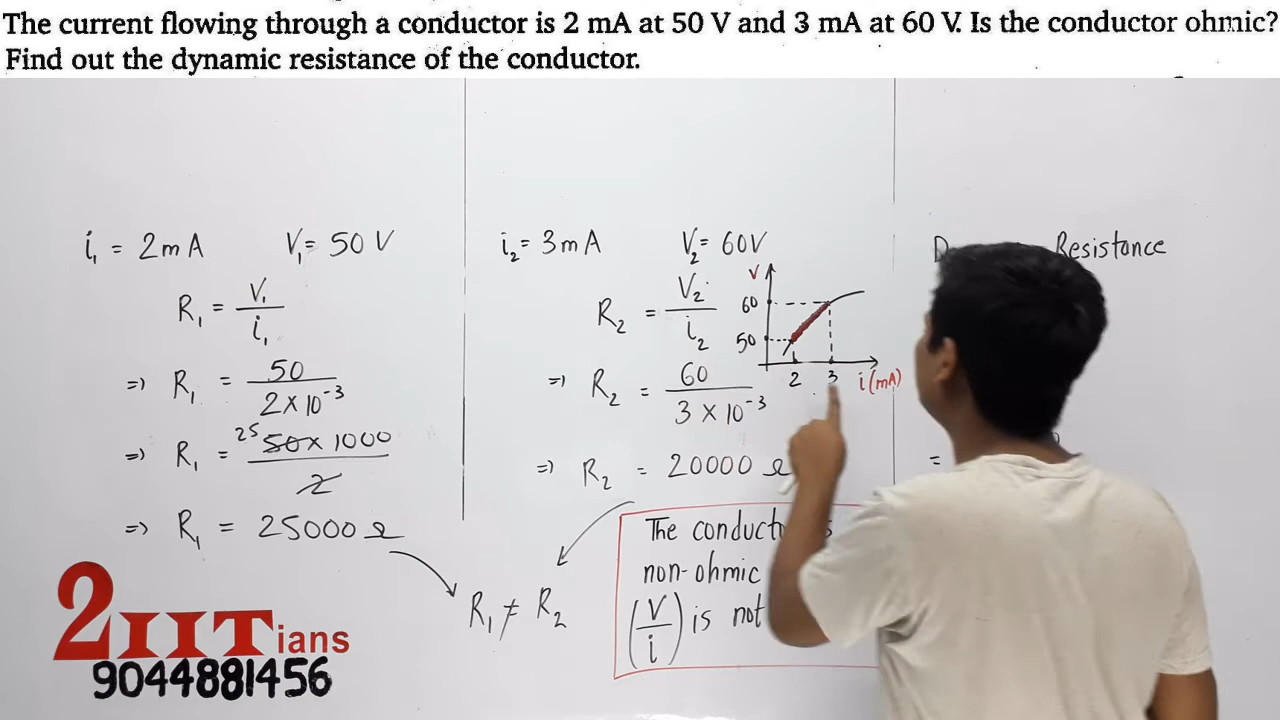 The current flowing through a conductor is 2 mA at 50 V and 3 mA at 60 V. Is the conductor ohmic?
Find out the dynamic resistance of the conductor.
i₁ = 2mA V₁= 50 V
R₁ = V₁/i₁
=> R₁ = 50/2×10⁻³
=> R₁ = 25 50×1000/2
=> R₁ = 25000 Ω
i₂= 3mA V₂= 60V
R₂ = V₂/i₂
=> R₂ = 60/3×10⁻³
=> R₂ = 20000 Ω
V
60
50
2 3 i(mA)
R₁ ≠ R₂
The
non-ohmic
(V/i) is not
Resistance
=
2IITians
9044881456